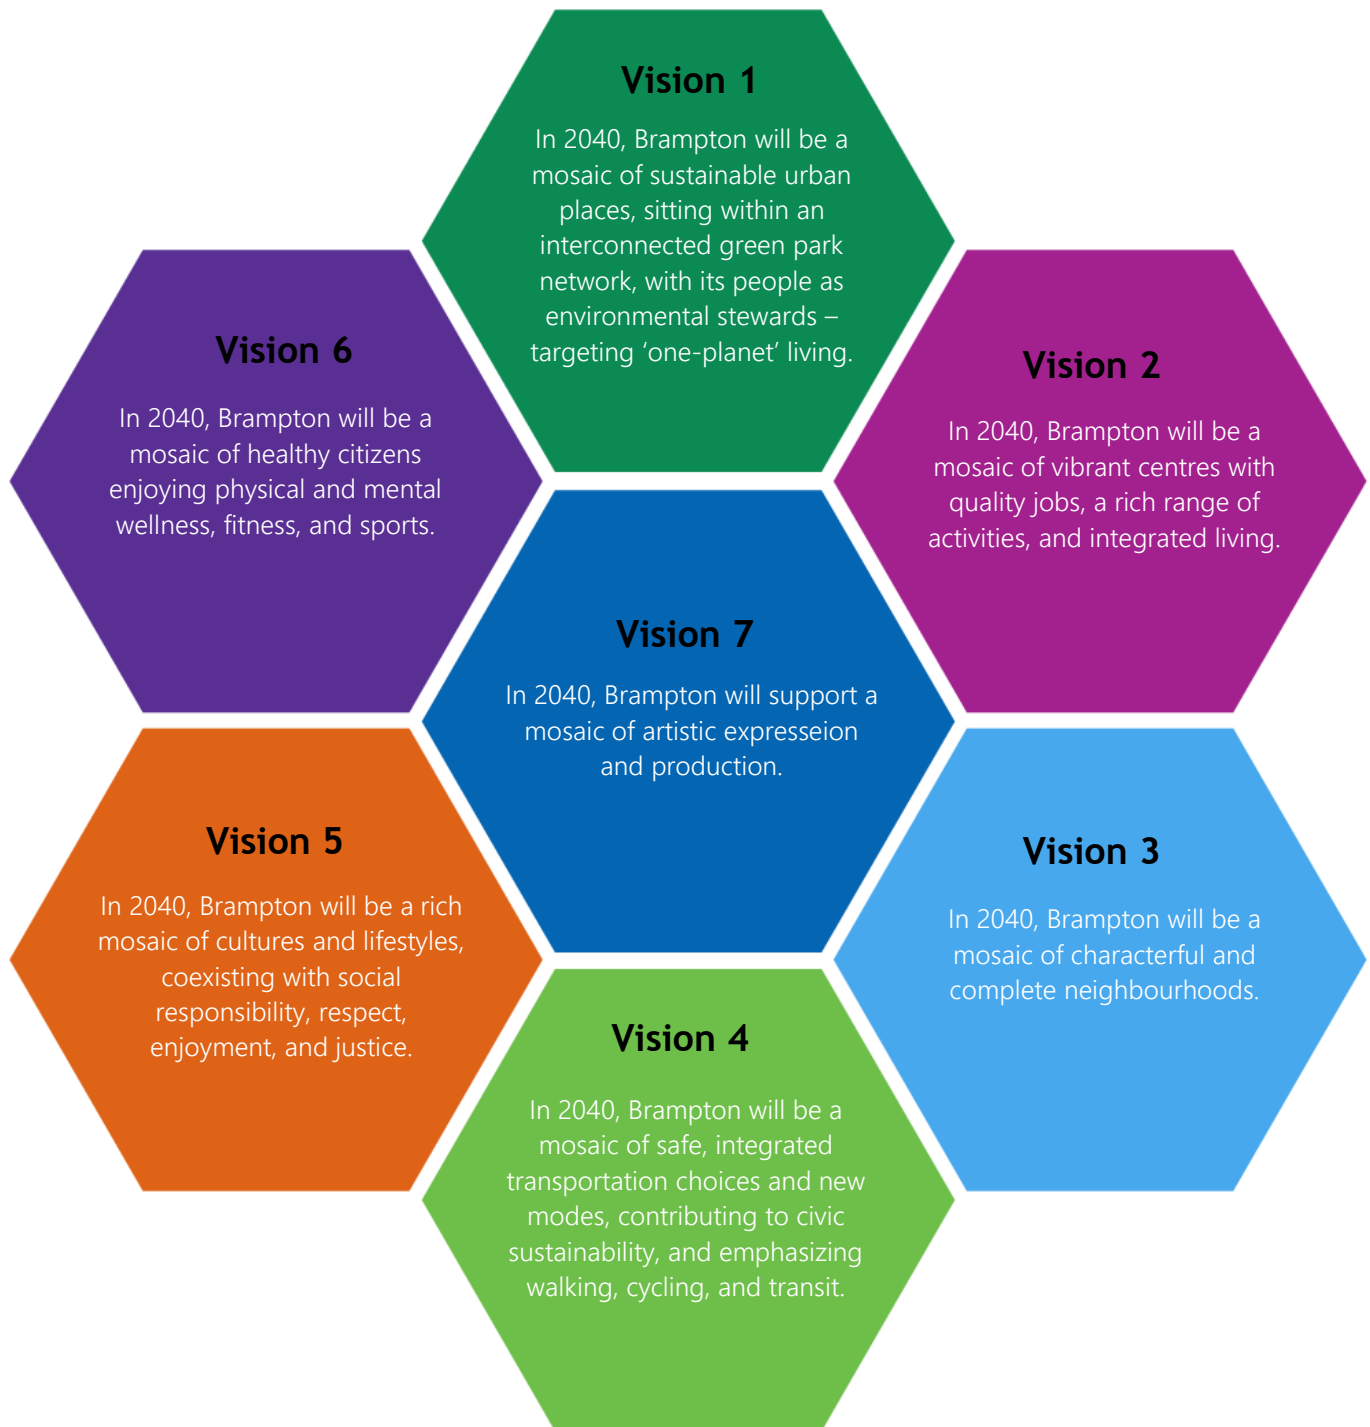 Vision 1
In 2040, Brampton will be a
mosaic of sustainable urban
places, sitting within an
interconnected green park
network, with its people as
environmental stewards –
targeting ‘one-planet’ living.
Vision 2
In 2040, Brampton will be a
mosaic of vibrant centres with
quality jobs, a rich range of
activities, and integrated living.
Vision 3
In 2040, Brampton will be a
mosaic of characterful and
complete neighbourhoods.
Vision 4
In 2040, Brampton will be a
mosaic of safe, integrated
transportation choices and new
modes, contributing to civic
sustainability, and emphasizing
walking, cycling, and transit.
Vision 5
In 2040, Brampton will be a rich
mosaic of cultures and lifestyles,
coexisting with social
responsibility, respect,
enjoyment, and justice.
Vision 6
In 2040, Brampton will be a
mosaic of healthy citizens
enjoying physical and mental
wellness, fitness, and sports.
Vision 7
In 2040, Brampton will support a
mosaic of artistic expresseion
and production.